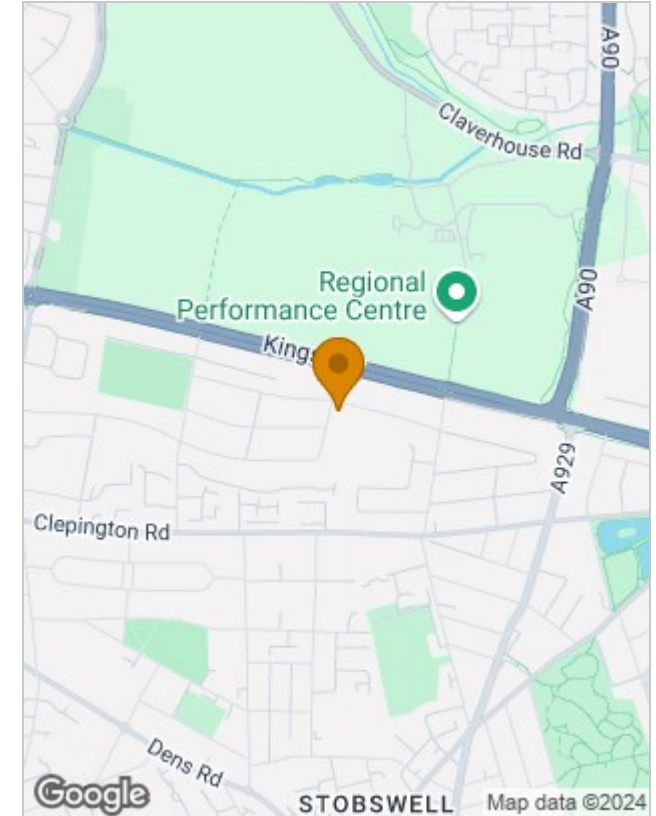 A90
Claverhouse Rd
Regional
Performance Centre
A90
Kings
A929
Clepington Rd
Dens Rd
STOBSWELL
Google
Map data ©2024